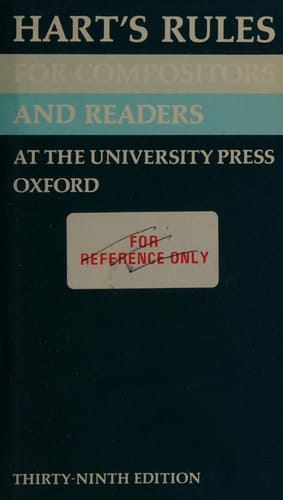 HART'S RULES
FOR COMPOSITORS
AND READERS
AT THE UNIVERSITY PRESS
OXFORD
FOR
REFERENCE ONLY
THIRTY-NINTH EDITION